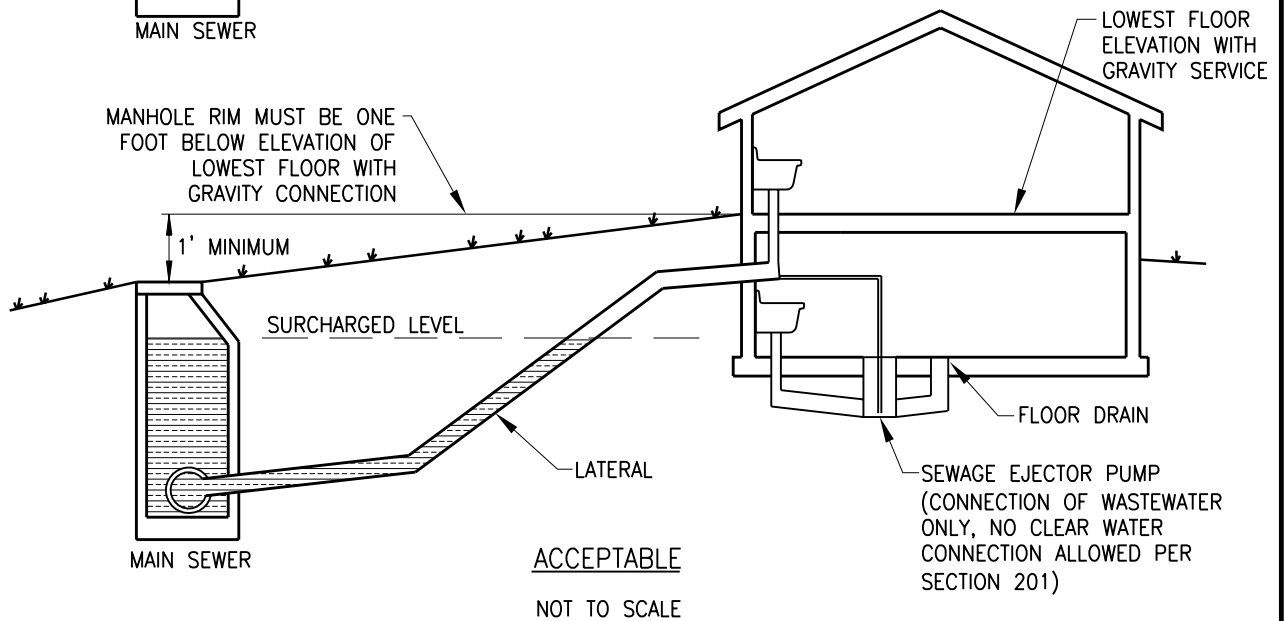 MAIN SEWER
LOWEST FLOOR
ELEVATION WITH
GRAVITY SERVICE
MANHOLE RIM MUST BE ONE
FOOT BELOW ELEVATION OF
LOWEST FLOOR WITH
GRAVITY CONNECTION
1' MINIMUM
SURCHARGED LEVEL
FLOOR DRAIN
LATERAL
SEWAGE EJECTOR PUMP
(CONNECTION OF WASTEWATER
ONLY, NO CLEAR WATER
CONNECTION ALLOWED PER
SECTION 201)
MAIN SEWER
ACCEPTABLE
NOT TO SCALE